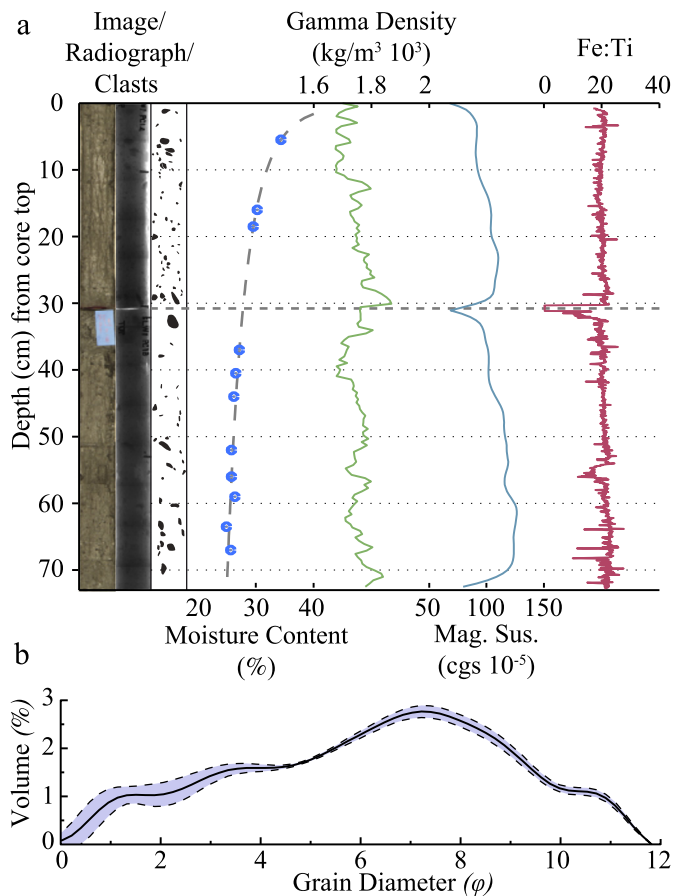 a
Image/
Radiograph/
Clasts
Gamma Density
(kg/m³ 10³)
1.6 1.8 2
Fe:Ti
0 20 40
Depth (cm) from core top
0
10
20
30
40
50
60
70
20 30 40
Moisture Content
(%)
50 100 150
Mag. Sus.
(cgs 10⁻⁵)
b
Volume (%)
3
2
1
0
0 2 4 6 8 10 12
Grain Diameter (φ)